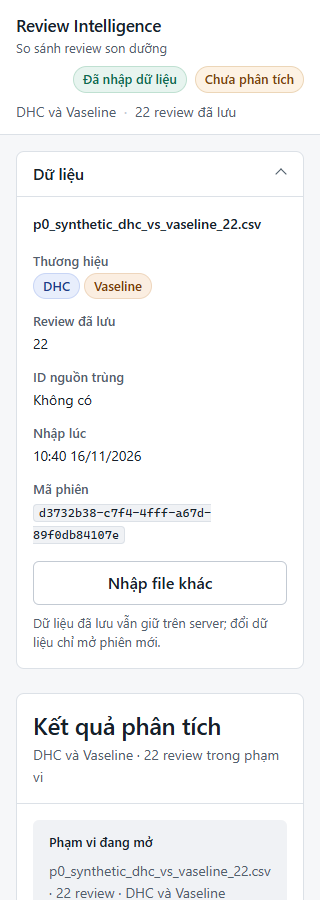 Review Intelligence
So sánh review son dưỡng
Đã nhập dữ liệu
Chưa phân tích
DHC và Vaseline · 22 review đã lưu
Dữ liệu
p0_synthetic_dhc_vs_vaseline_22.csv
Thương hiệu
DHC
Vaseline
Review đã lưu
22
ID nguồn trùng
Không có
Nhập lúc
10:40 16/11/2026
Mã phiên
d3732b38-c7f4-4fff-a67d-
89f0db84107e
Nhập file khác
Dữ liệu đã lưu vẫn giữ trên server; đổi dữ
liệu chỉ mở phiên mới.
Kết quả phân tích
DHC và Vaseline · 22 review trong phạm
vi
Phạm vi đang mở
p0_synthetic_dhc_vs_vaseline_22.csv
· 22 review · DHC và Vaseline